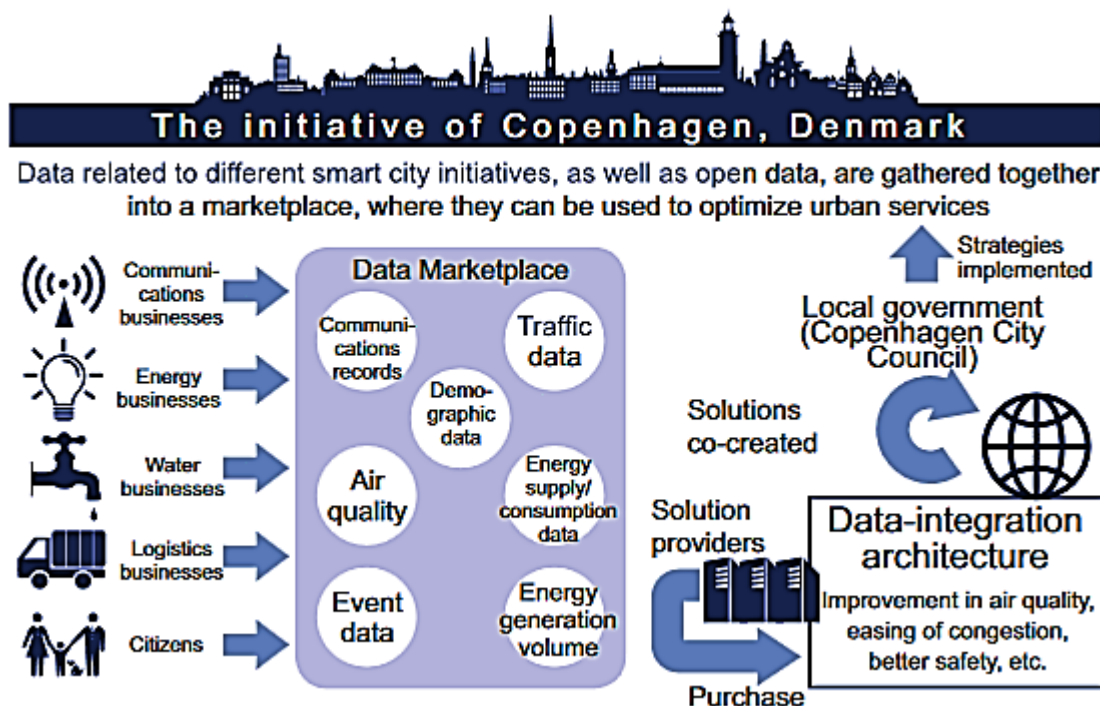 The initiative of Copenhagen, Denmark
Data related to different smart city initiatives, as well as open data, are gathered together
into a marketplace, where they can be used to optimize urban services
Communi-
cations
businesses
Energy
businesses
Water
businesses
Logistics
businesses
Citizens
Data Marketplace
Communi-
cations
records
Traffic
data
Demo-
graphic
data
Air
quality
Energy
supply/
consumption
data
Event
data
Energy
generation
volume
Strategies
implemented
Local government
(Copenhagen City
Council)
Solutions
co-created
Solution
providers
Purchase
Data-integration
architecture
Improvement in air quality,
easing of congestion,
better safety, etc.